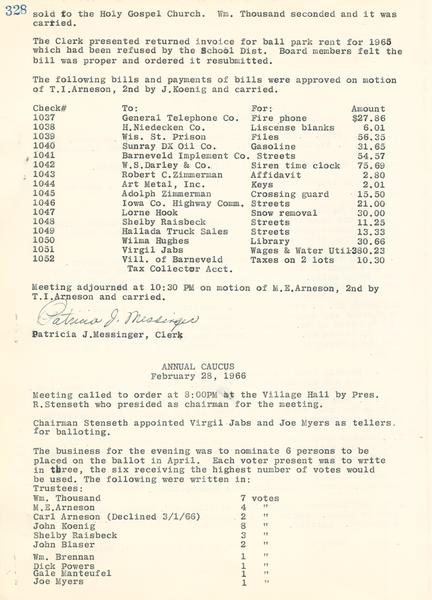 328
sold to the Holy Gospel Church. Wm. Thousand seconded and it was
carried.
The Clerk presented returned invoice for ball park rent for 1965
which had been refused by the School Dist. Board members felt the
bill was proper and ordered it resubmitted.
The following bills and payments of bills were approved on motion
of T.I.Arneson, 2nd by J.Koenig and carried.
Check# To: For: Amount
1037 General Telephone Co. Fire phone $27.86
1038 H.Niedecken Co. Liscense blanks 6.01
1039 Wis. St. Prison Files 56.35
1040 Sunray DX Oil Co. Gasoline 31.65
1041 Barneveld Implement Co. Streets 54.57
1042 W.S.Darley & Co. Siren time clock 75.69
1043 Robert C.Zimmerman Affidavit 2.80
1044 Art Metal, Inc. Keys 2.01
1045 Adolph Zimmerman Crossing guard 15.50
1046 Iowa Co. Highway Comm. Streets 21.00
1047 Lorne Hook Snow removal 30.00
1048 Shelby Raisbeck Streets 11.25
1049 Hallada Truck Sales Streets 13.33
1050 Wilma Hughes Library 30.66
1051 Virgil Jabs Wages & Water Util 380.23
1052 Vill. of Barneveld Taxes on 2 lots 10.30
Tax Collector Acct.
Meeting adjourned at 10:30 PM on motion of M.E.Arneson, 2nd by
T.I.Arneson and carried.
Patricia J. Messinger
Patricia J.Messinger, Clerk
ANNUAL CAUCUS
February 28, 1966
Meeting called to order at 8:00PM at the Village Hall by Pres.
R.Stenseth who presided as chairman for the meeting.
Chairman Stenseth appointed Virgil Jabs and Joe Myers as tellers
for balloting.
The business for the evening was to nominate 6 persons to be
placed on the ballot in April. Each voter present was to write
in three, the six receiving the highest number of votes would
be used. The following were written in:
Trustees:
Wm. Thousand 7 votes
M.E.Arneson 4 "
Carl Arneson (Declined 3/1/66) 2 "
John Koenig 8 "
Shelby Raisbeck 3 "
John Blaser 2 "
Wm. Brennan 1 "
Dick Powers 1 "
Gale Manteufel 1 "
Joe Myers 1 "